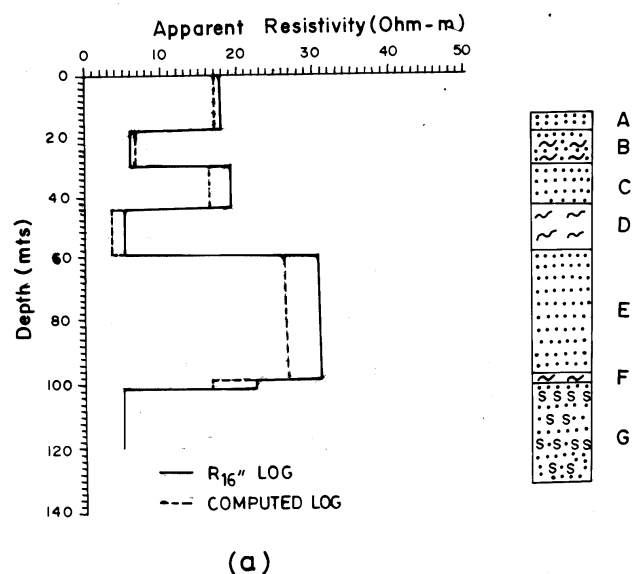 Apparent Resistivity (Ohm-m)
0 10 20 30 40 50
0
20
40
60
80
100
120
140
Depth (mts)
R16" LOG
COMPUTED LOG
(a)
A
B
C
D
E
F
S S S S
S S
G
S S S S
S S